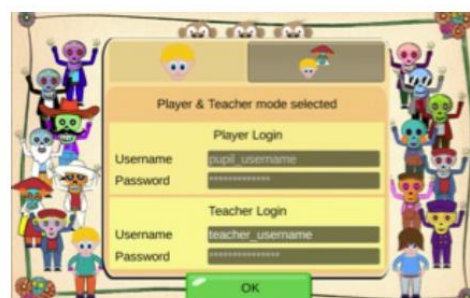 Player & Teacher mode selected
Player Login
Username pupil_username
Password *************
Teacher Login
Username teacher_username
Password ***************
OK